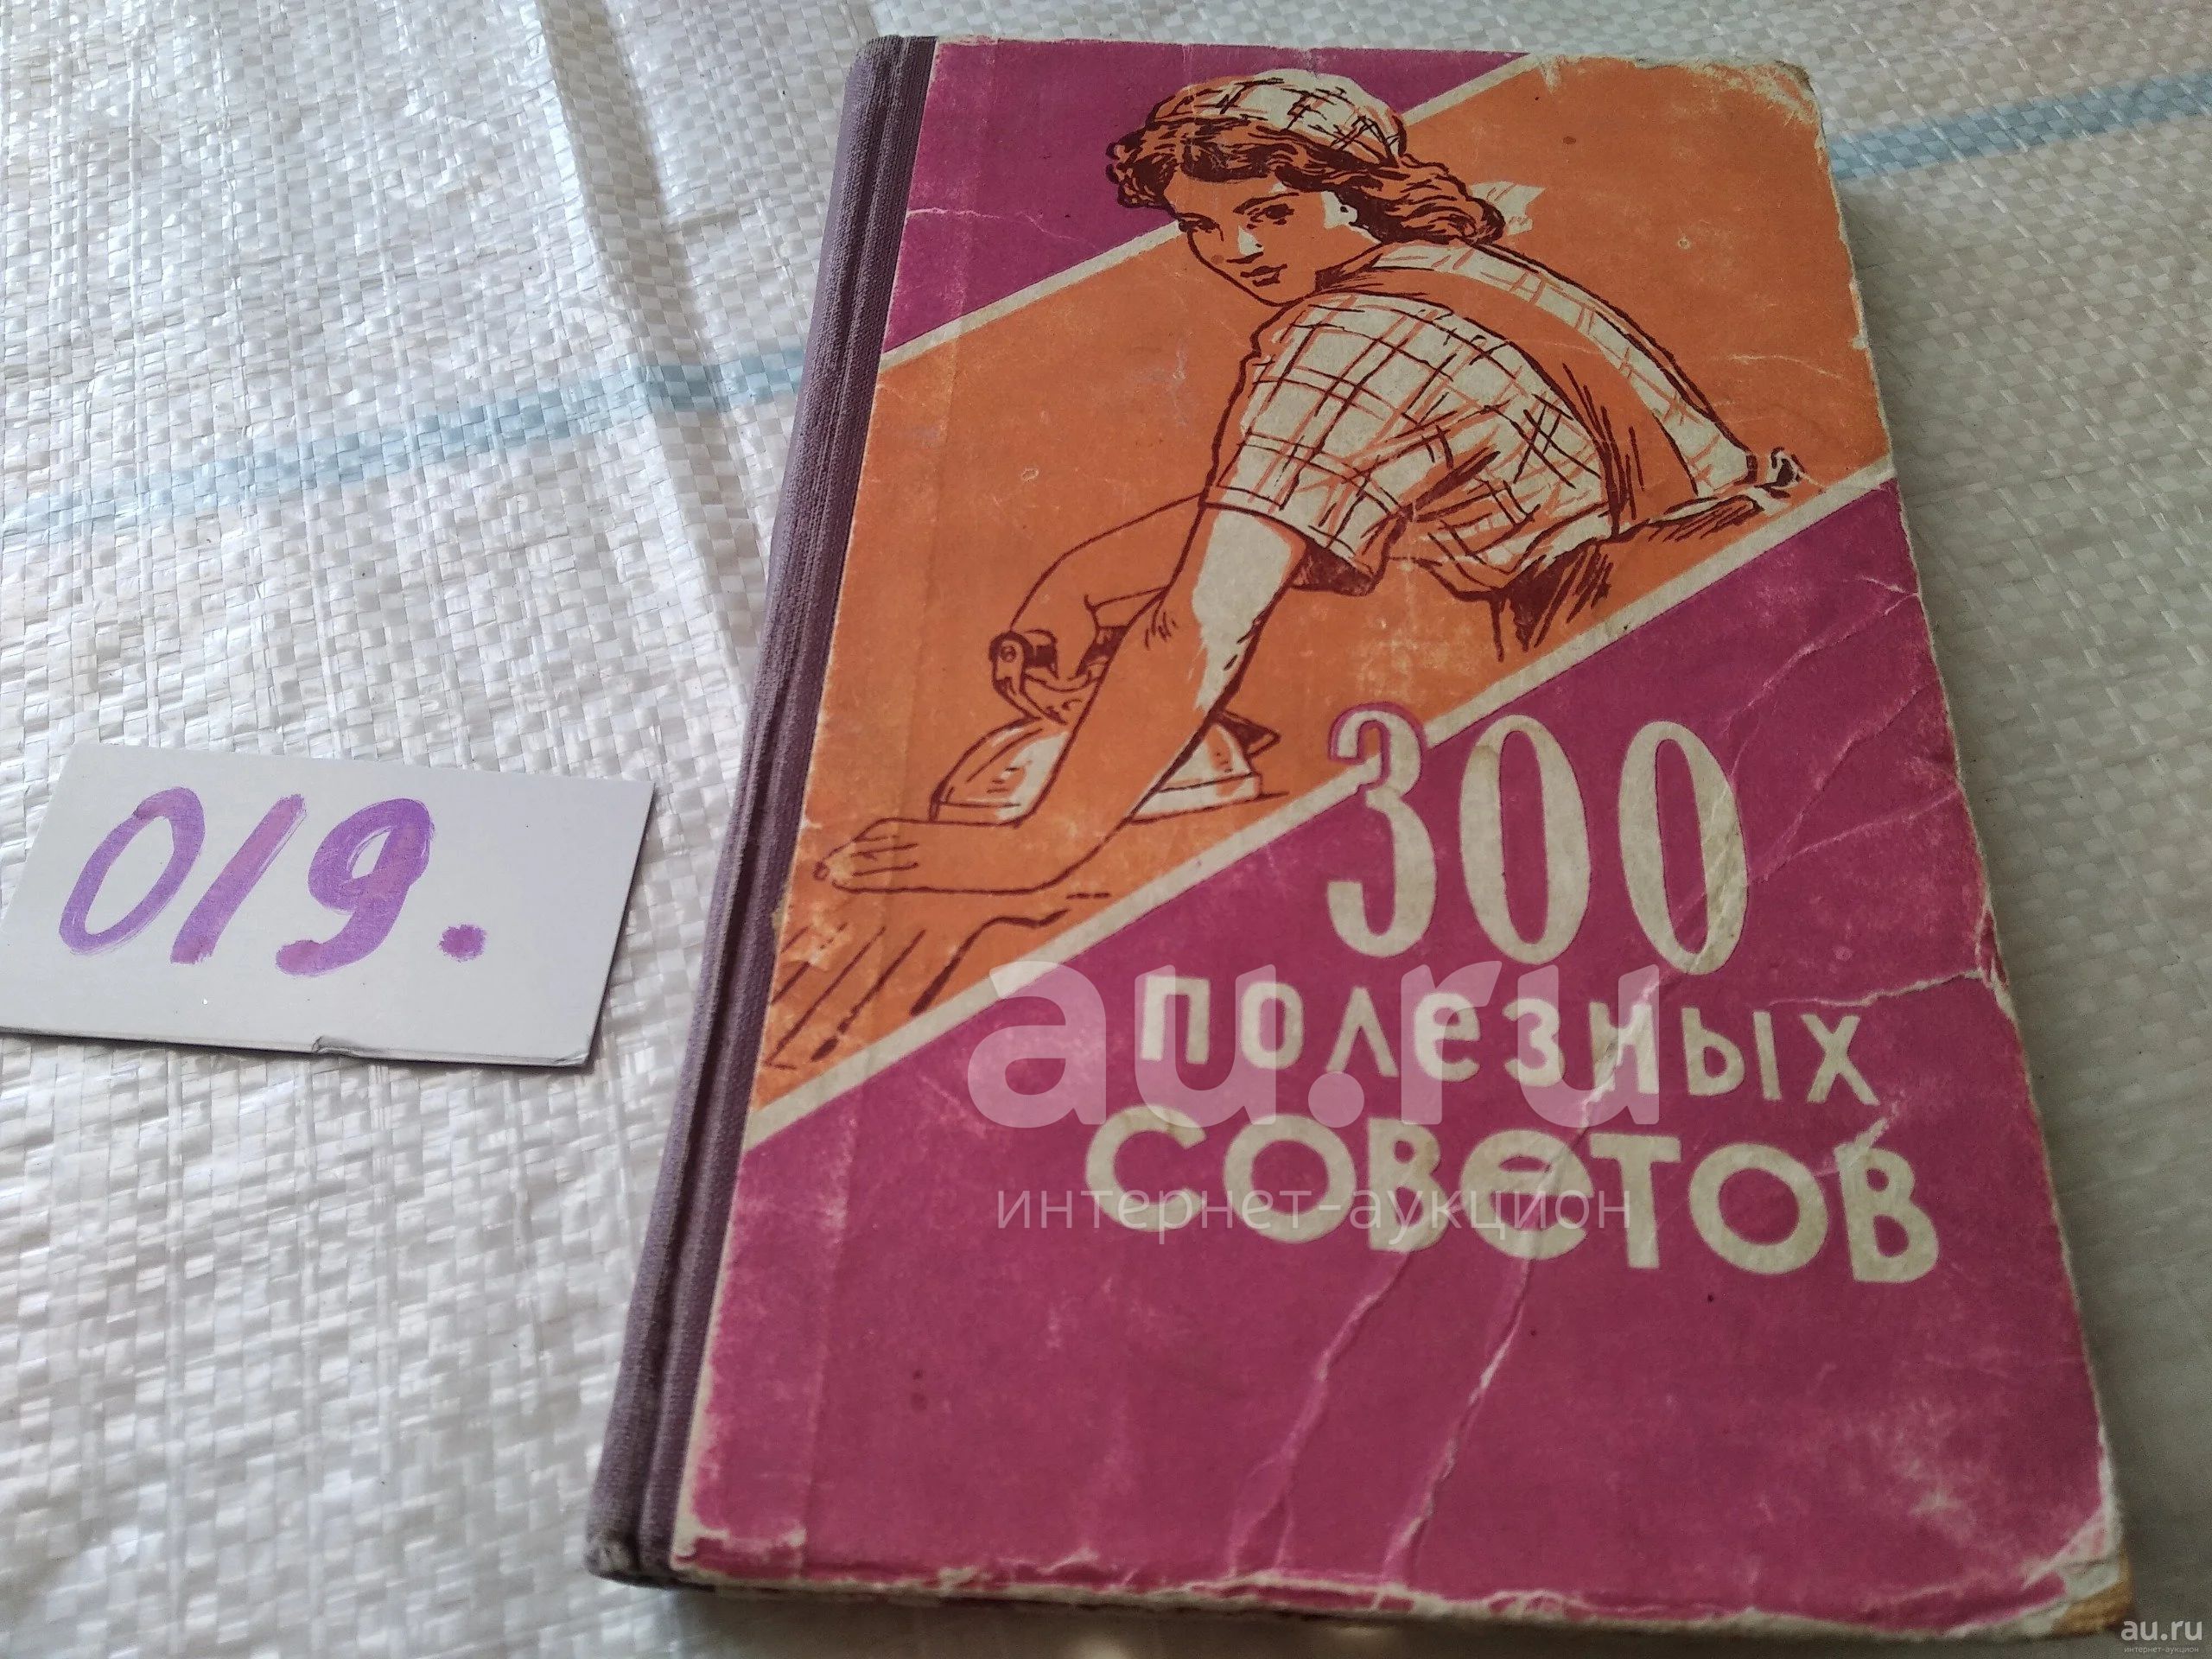 019.
300
полезных
советов
au.ru
интернет-аукцион
au.ru
интернет-аукцион